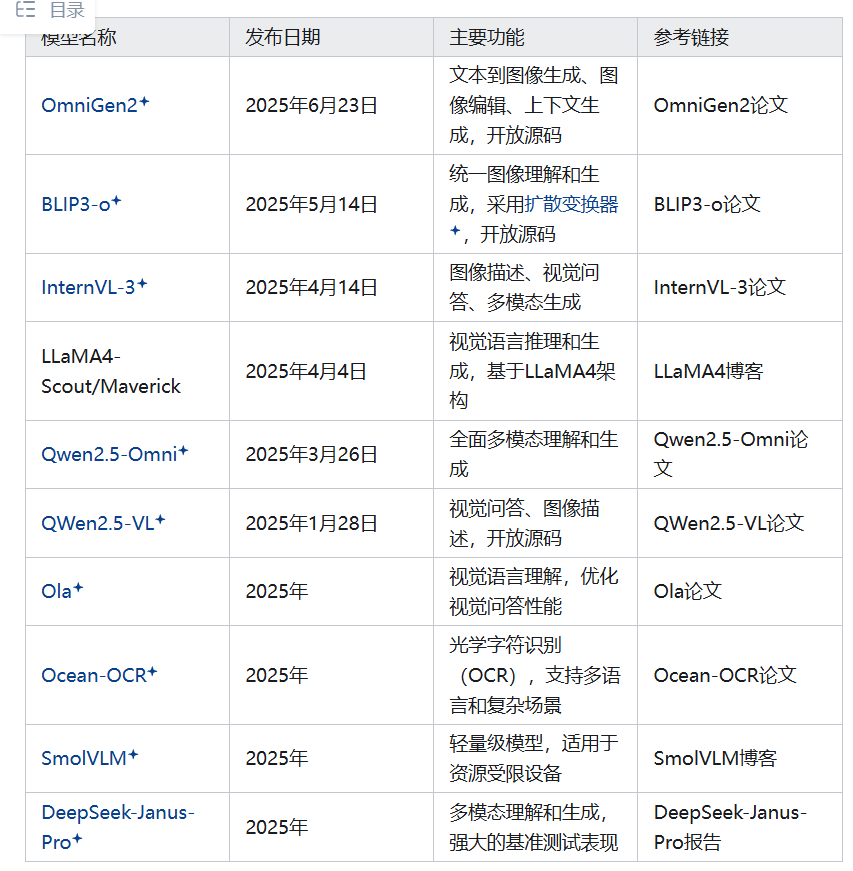 目录
模型名称 发布日期 主要功能 参考链接
OmniGen2 2025年6月23日 文本到图像生成、图
像编辑、上下文生
成，开放源码 OmniGen2论文
BLIP3-o 2025年5月14日 统一图像理解和生
成，采用扩散变换器
，开放源码 BLIP3-o论文
InternVL-3 2025年4月14日 图像描述、视觉问
答、多模态生成 InternVL-3论文
LLaMA4-
Scout/Maverick 2025年4月4日 视觉语言推理和生
成，基于LLaMA4架
构 LLaMA4博客
Qwen2.5-Omni 2025年3月26日 全面多模态理解和生
成 Qwen2.5-Omni论
文
QWen2.5-VL 2025年1月28日 视觉问答、图像描
述，开放源码 QWen2.5-VL论文
Ola 2025年 视觉语言理解，优化
视觉问答性能 Ola论文
Ocean-OCR 2025年 光学字符识别
（OCR），支持多语
言和复杂场景 Ocean-OCR论文
SmolVLM 2025年 轻量级模型，适用于
资源受限设备 SmolVLM博客
DeepSeek-Janus-
Pro 2025年 多模态理解和生成，
强大的基准测试表现 DeepSeek-Janus-
Pro报告